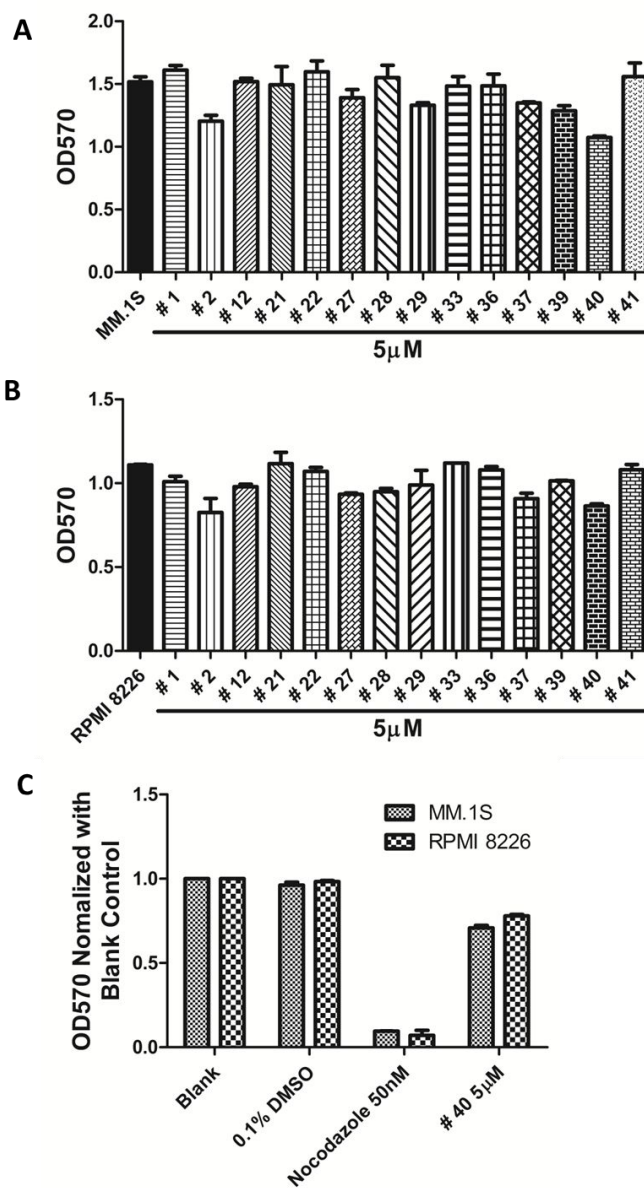 A
OD570
2.0
1.5
1.0
0.5
0.0
MM.1S # 1 # 2 # 12 # 21 # 22 # 27 # 28 # 29 # 33 # 36 # 37 # 39 # 40 # 41
5μM
B
OD570
1.5
1.0
0.5
0.0
RPMI 8226 # 1 # 2 # 12 # 21 # 22 # 27 # 28 # 29 # 33 # 36 # 37 # 39 # 40 # 41
5μM
C
OD570 Nomalized with
Blank Control
1.5
1.0
0.5
0.0
MM.1S
RPMI 8226
Blank 0.1% DMSO Nocodazole 50nM # 40 5μM